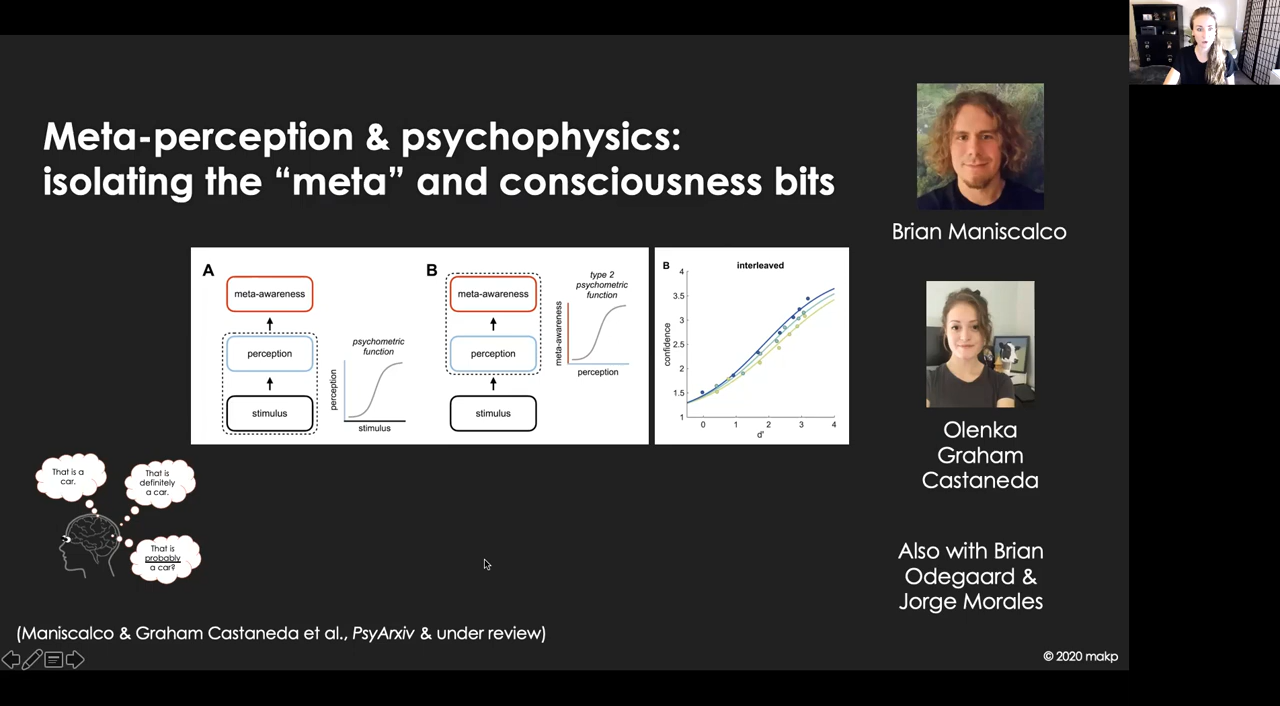 Meta-perception & psychophysics:
isolating the “meta” and consciousness bits
A
meta-awareness
perception
stimulus
psychometric
function
perception
stimulus
B
meta-awareness
perception
stimulus
type 2
psychometric
function
meta-awareness
perception
B
interleaved
confidence
4
3.5
3
2.5
2
1.5
1
0
1
2
3
4
d'
Brian Maniscalco
Olenka
Graham
Castaneda
Also with Brian
Odegaard &
Jorge Morales
That is a
car.
That is
definitely
a car.
That is
probably
a car?
(Maniscalco & Graham Castaneda et al., PsyArxiv & under review)
© 2020 makp